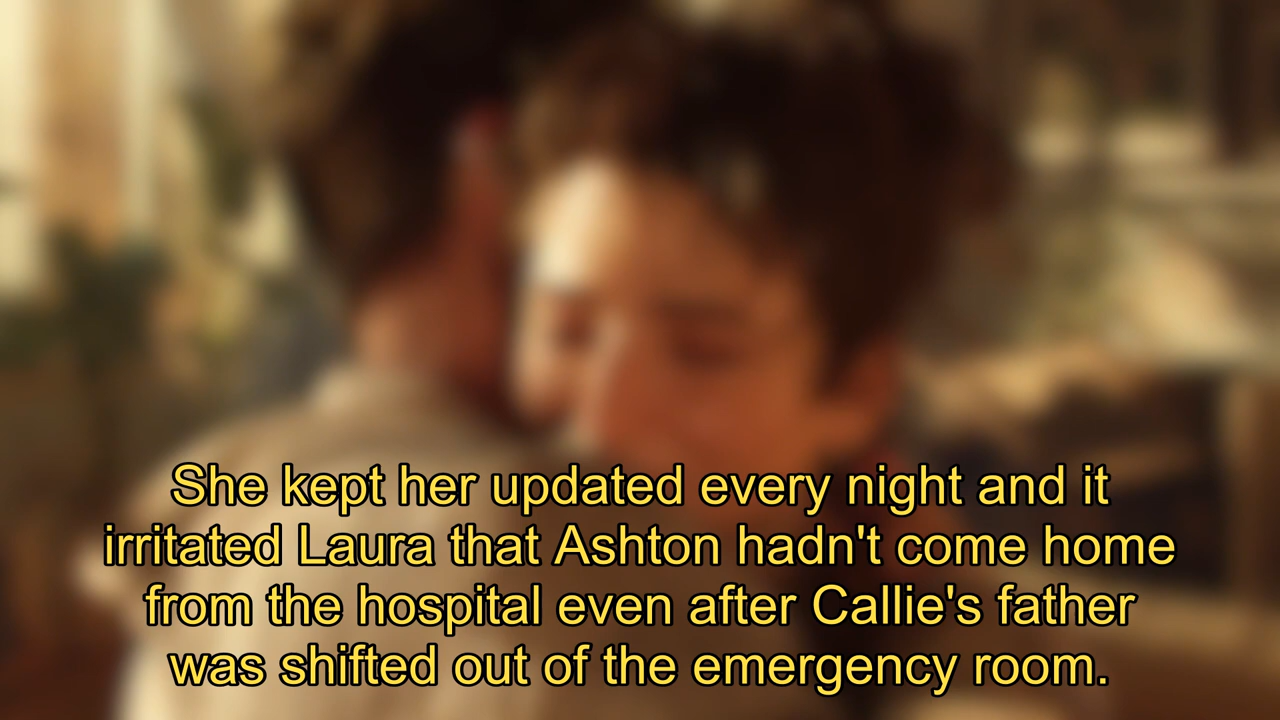 She kept her updated every night and it
irritated Laura that Ashton hadn't come home
from the hospital even after Callie's father
was shifted out of the emergency room.